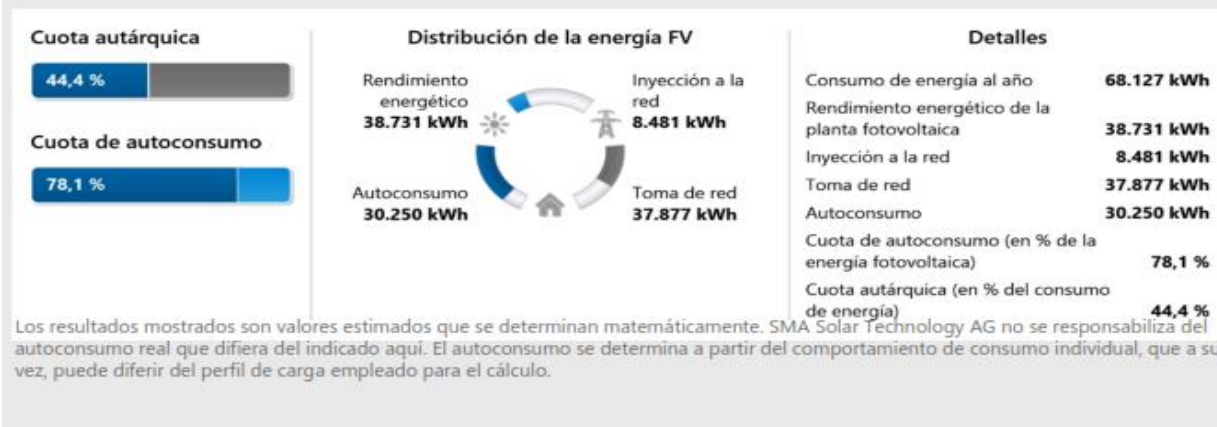 Cuota autárquica
44,4 %
Cuota de autoconsumo
78,1 %
Distribución de la energía FV
Rendimiento
energético
38.731 kWh
Inyección a la
red
8.481 kWh
Autoconsumo
30.250 kWh
Toma de red
37.877 kWh
Detalles
Consumo de energía al año 68.127 kWh
Rendimiento energético de la
planta fotovoltaica 38.731 kWh
Inyección a la red 8.481 kWh
Toma de red 37.877 kWh
Autoconsumo 30.250 kWh
Cuota de autoconsumo (en % de la
energía fotovoltaica) 78,1 %
Cuota autárquica (en % del consumo
de energía) 44,4 %
Los resultados mostrados son valores estimados que se determinan matemáticamente. SMA Solar Technology AG no se responsabiliza del
autoconsumo real que difiera del indicado aquí. El autoconsumo se determina a partir del comportamiento de consumo individual, que a su
vez, puede diferir del perfil de carga empleado para el cálculo.